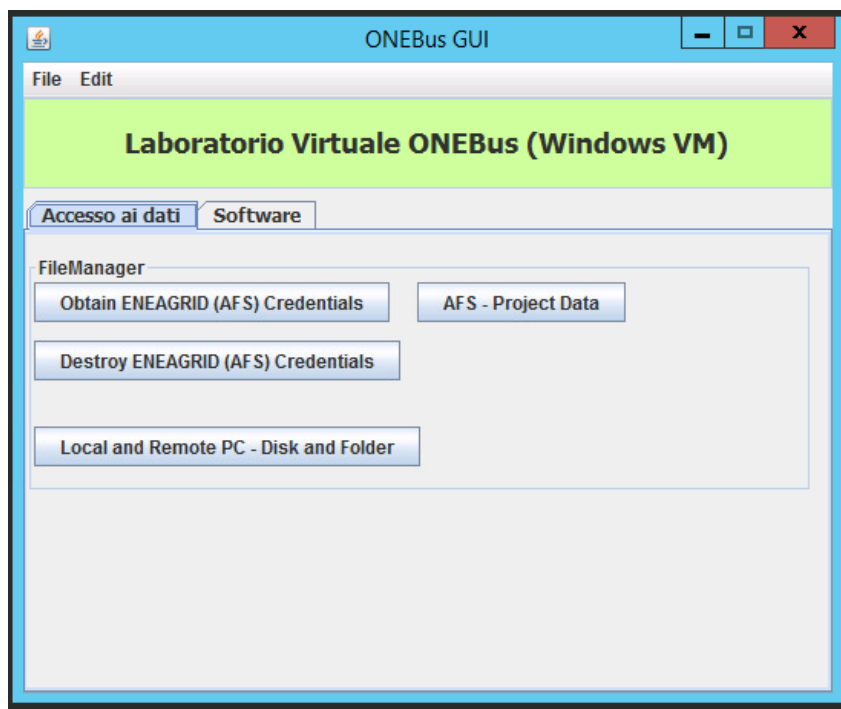 ONEBus GUI
File Edit
Laboratorio Virtuale ONEBus (Windows VM)
Accesso ai dati Software
FileManager
Obtain ENEAGRID (AFS) Credentials AFS - Project Data
Destroy ENEAGRID (AFS) Credentials
Local and Remote PC - Disk and Folder